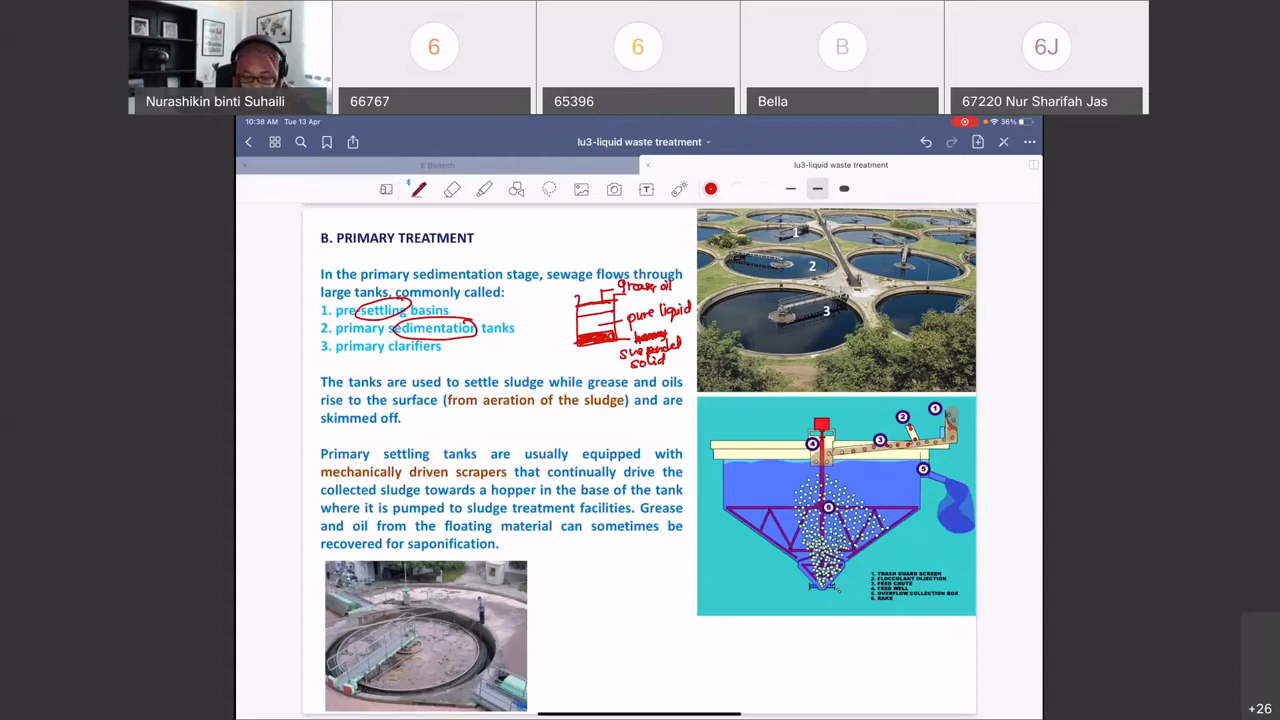 6
6
B
6J
Nurashikin binti Suhaili
66767
65396
Bella
67220 Nur Sharifah Jas
10:38 AM Tue 13 Apr
36%
lu3-liquid waste treatment
E Biotech
lu3-liquid waste treatment
B. PRIMARY TREATMENT
In the primary sedimentation stage, sewage flows through
large tanks, commonly called:
1. pre-settling basins
2. primary sedimentation tanks
3. primary clarifiers
grease oil
pure liquid
suspended
solid
The tanks are used to settle sludge while grease and oils
rise to the surface (from aeration of the sludge) and are
skimmed off.
Primary settling tanks are usually equipped with
mechanically driven scrapers that continually drive the
collected sludge towards a hopper in the base of the tank
where it is pumped to sludge treatment facilities. Grease
and oil from the floating material can sometimes be
recovered for saponification.
1
2
3
1
2
3
4
5
6
1. TRASH GUARD SCREEN
2. FLOCCULANT INJECTION
3. FEED CHUTE
4. FEED WELL
5. OVERFLOW COLLECTION BOX
6. RAKE
+26